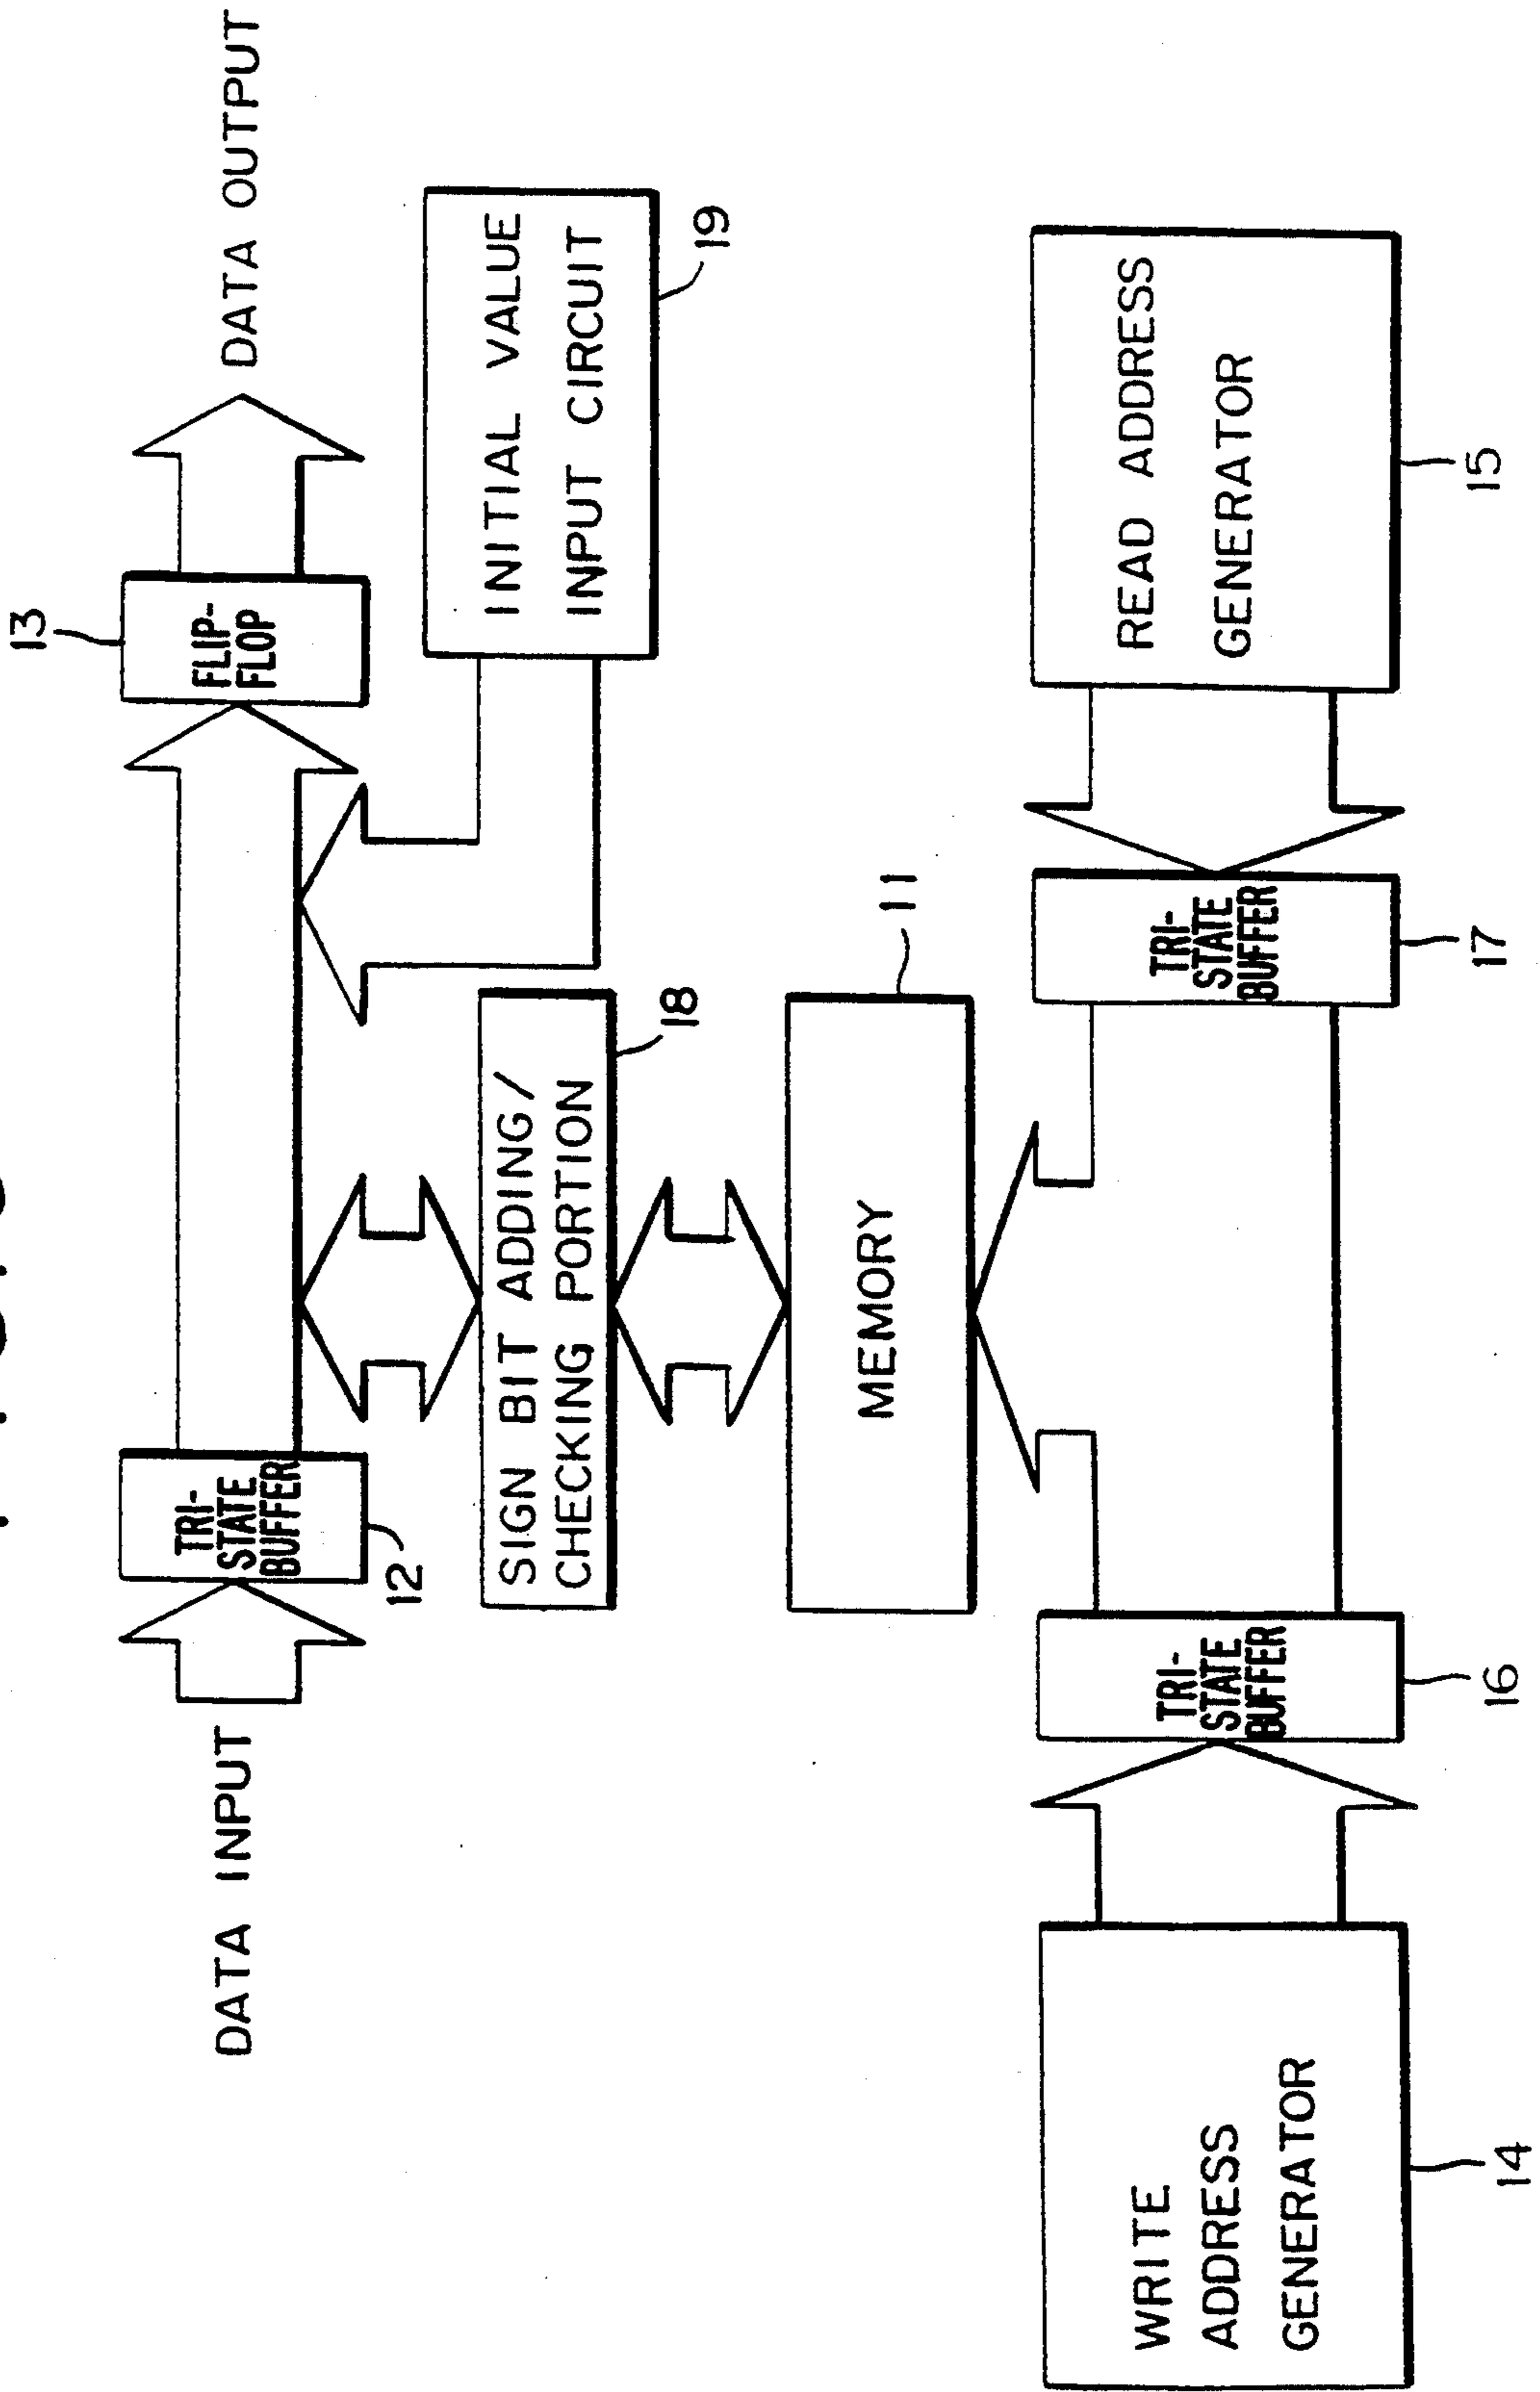 13
DATA INPUT
TRI-
STATE
BUFFER
FLIP-
FLOP
DATA OUTPUT
12
SIGN BIT ADDING/
CHECKING PORTION
18
INITIAL VALUE
INPUT CIRCUIT
19
MEMORY
11
WRITE
ADDRESS
GENERATOR
14
TRI-
STATE
BUFFER
16
TRI-
STATE
BUFFER
17
READ ADDRESS
GENERATOR
15